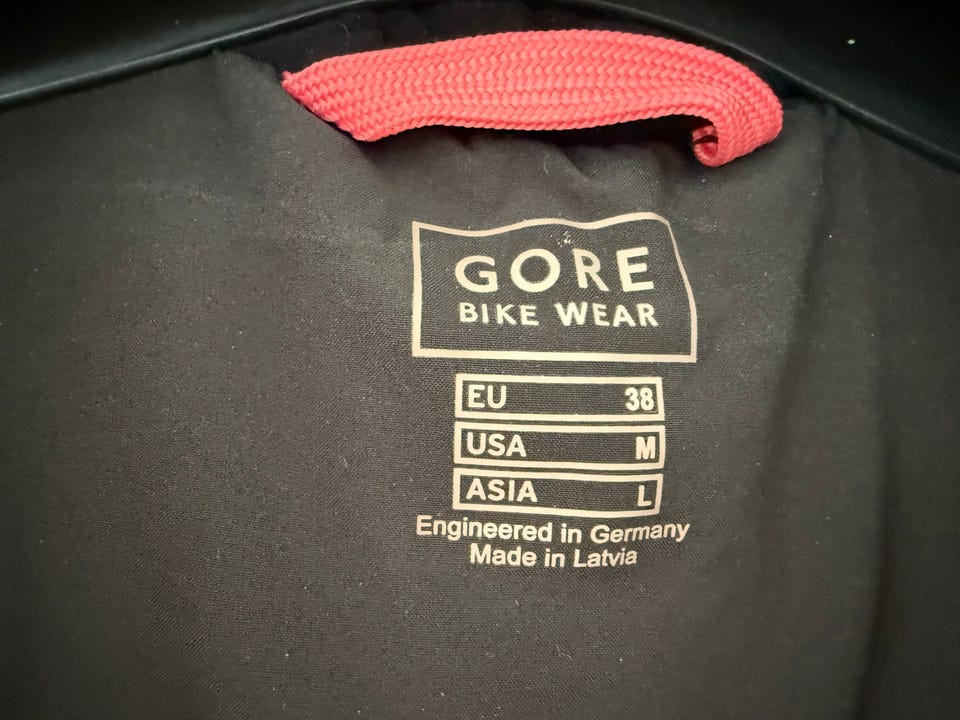 GORE
BIKE WEAR
EU 38
USA M
ASIA L
Engineered in Germany
Made in Latvia